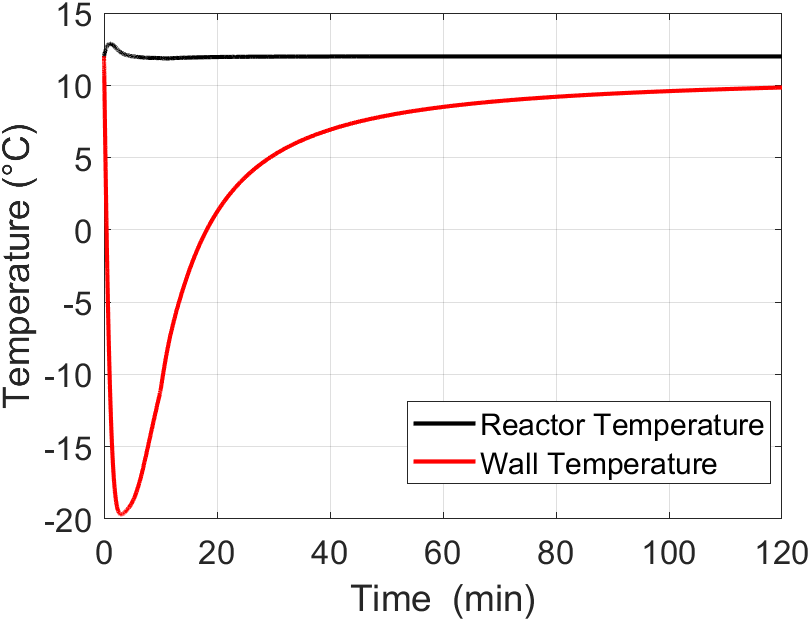 Temperature (°C)
15
10
5
0
-5
-10
-15
-20
Reactor Temperature
Wall Temperature
0 20 40 60 80 100 120
Time (min)